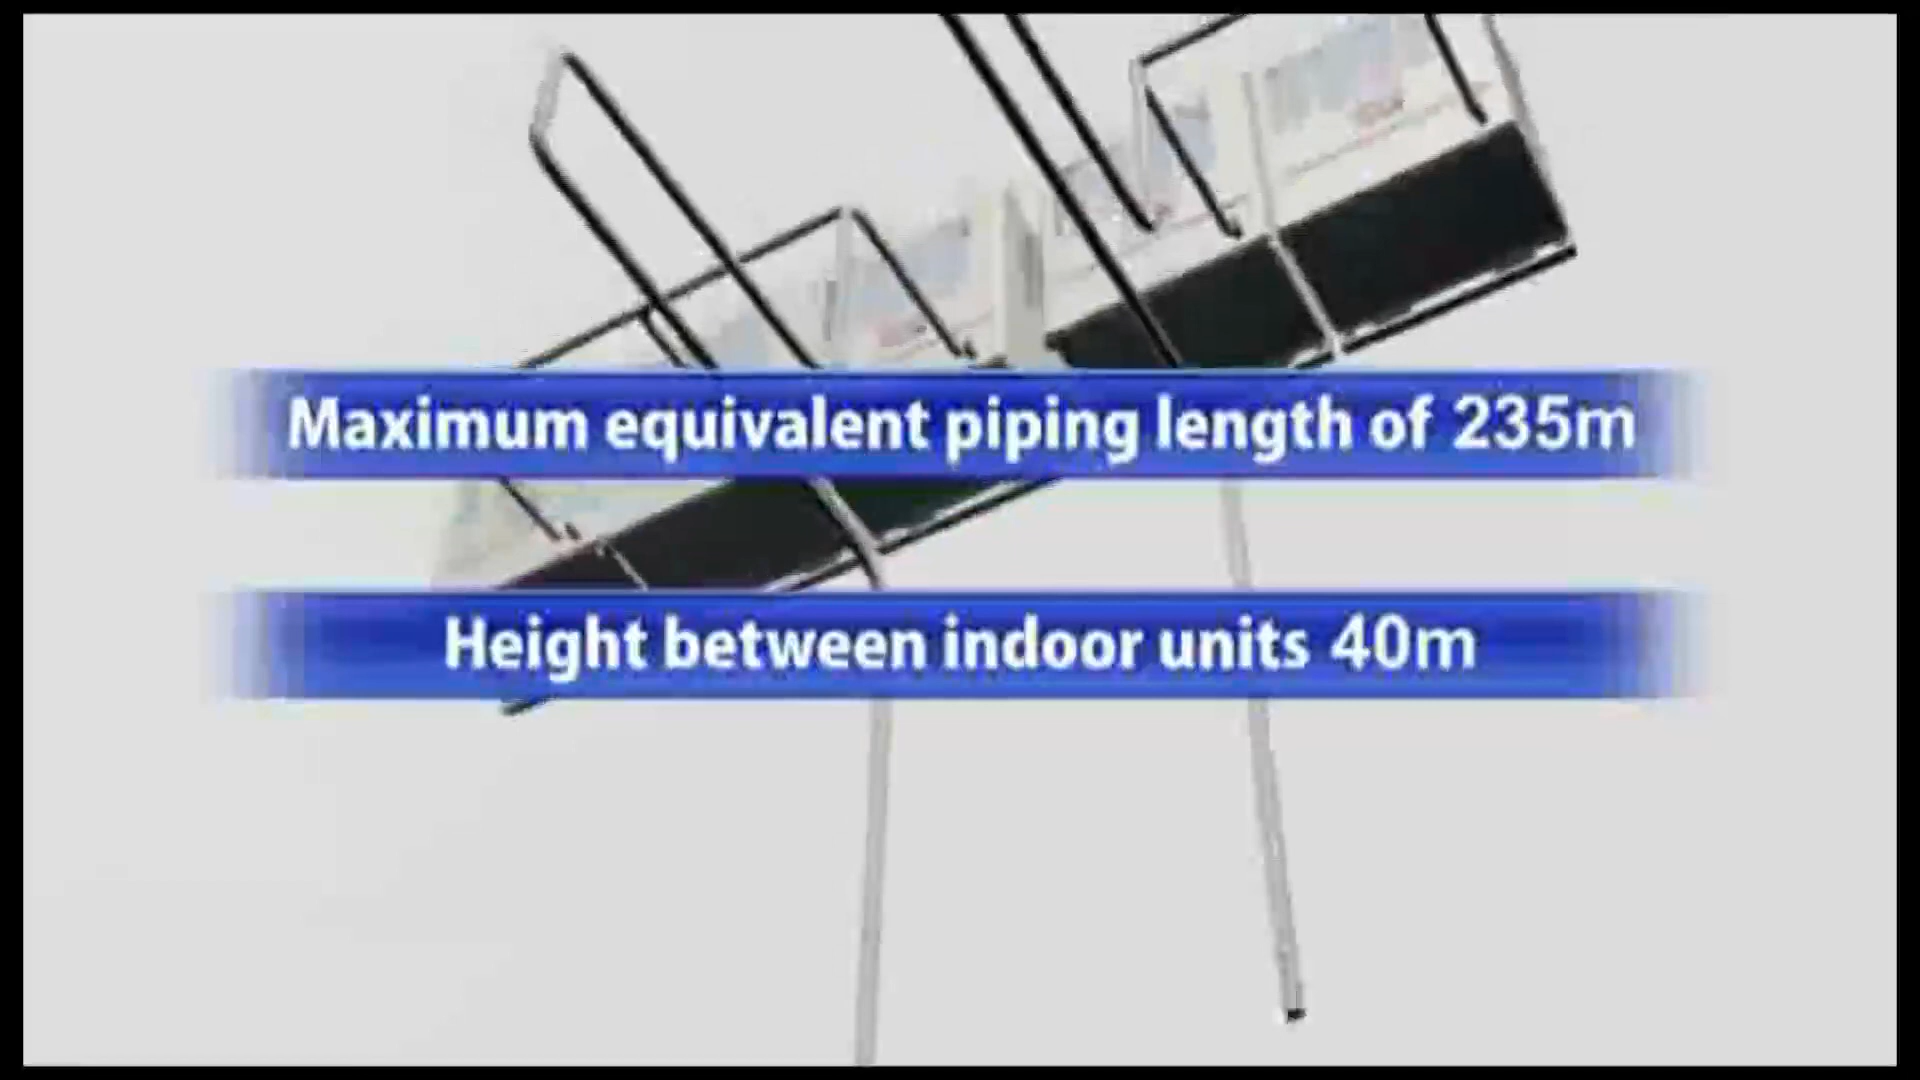 Maximum equivalent piping length of 235m
Height between indoor units 40m